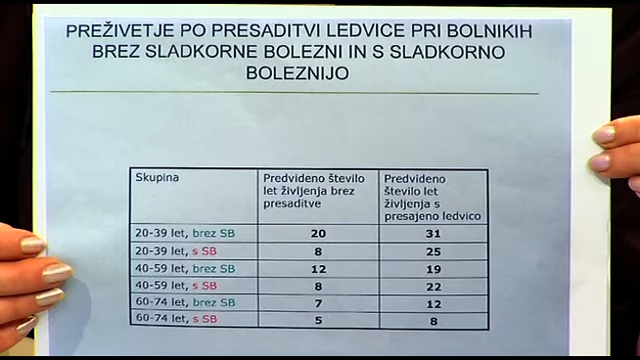 PREŽIVETJE PO PRESADITVI LEDVICE PRI BOLNIKIH
BREZ SLADKORNE BOLEZNI IN S SLADKORNO
BOLEZNIJO
Skupina
Predvideno število
let življenja brez
presaditve
Predvideno
število let
življenja s
presajeno ledvico
20-39 let, brez SB 20 31
20-39 let, s SB 8 25
40-59 let, brez SB 12 19
40-59 let, s SB 8 22
60-74 let, brez SB 7 12
60-74 let, s SB 5 8